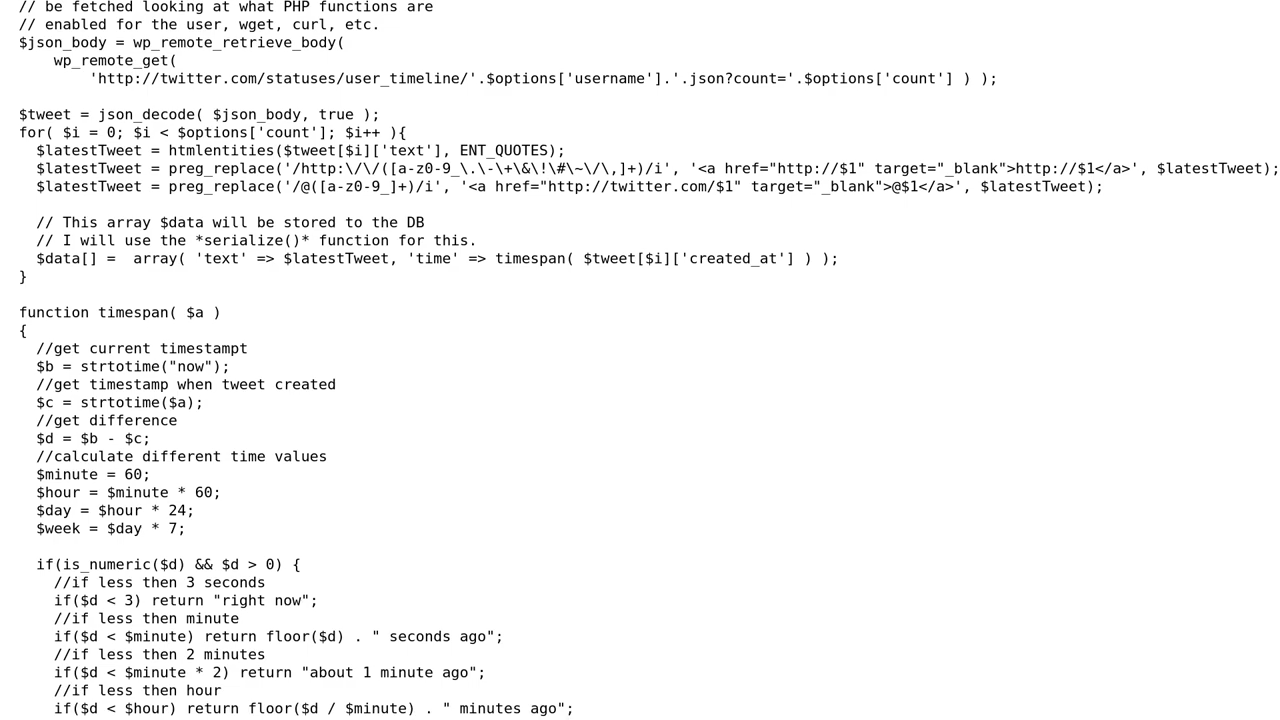 // be fetched looking at what PHP functions are
// enabled for the user, wget, curl, etc.
$json_body = wp_remote_retrieve_body(
    wp_remote_get(
        'http://twitter.com/statuses/user_timeline/'.$options['username'].'.json?count='.$options['count'] ) );

$tweet = json_decode( $json_body, true );
for( $i = 0; $i < $options['count']; $i++ ){
  $latestTweet = htmlentities($tweet[$i]['text'], ENT_QUOTES);
  $latestTweet = preg_replace('/http:\/\/([a-z0-9_\.\-\+\&\!\#\~\/\,]+)/i', '<a href="http://$1" target="_blank">http://$1</a>', $latestTweet);
  $latestTweet = preg_replace('/@([a-z0-9_]+)/i', '<a href="http://twitter.com/$1" target="_blank">@$1</a>', $latestTweet);

  // This array $data will be stored to the DB
  // I will use the *serialize()* function for this.
  $data[] =  array( 'text' => $latestTweet, 'time' => timespan( $tweet[$i]['created_at'] ) );
}

function timespan( $a )
{
  //get current timestampt
  $b = strtotime("now");
  //get timestamp when tweet created
  $c = strtotime($a);
  //get difference
  $d = $b - $c;
  //calculate different time values
  $minute = 60;
  $hour = $minute * 60;
  $day = $hour * 24;
  $week = $day * 7;

  if(is_numeric($d) && $d > 0) {
    //if less then 3 seconds
    if($d < 3) return "right now";
    //if less then minute
    if($d < $minute) return floor($d) . " seconds ago";
    //if less then 2 minutes
    if($d < $minute * 2) return "about 1 minute ago";
    //if less then hour
    if($d < $hour) return floor($d / $minute) . " minutes ago";